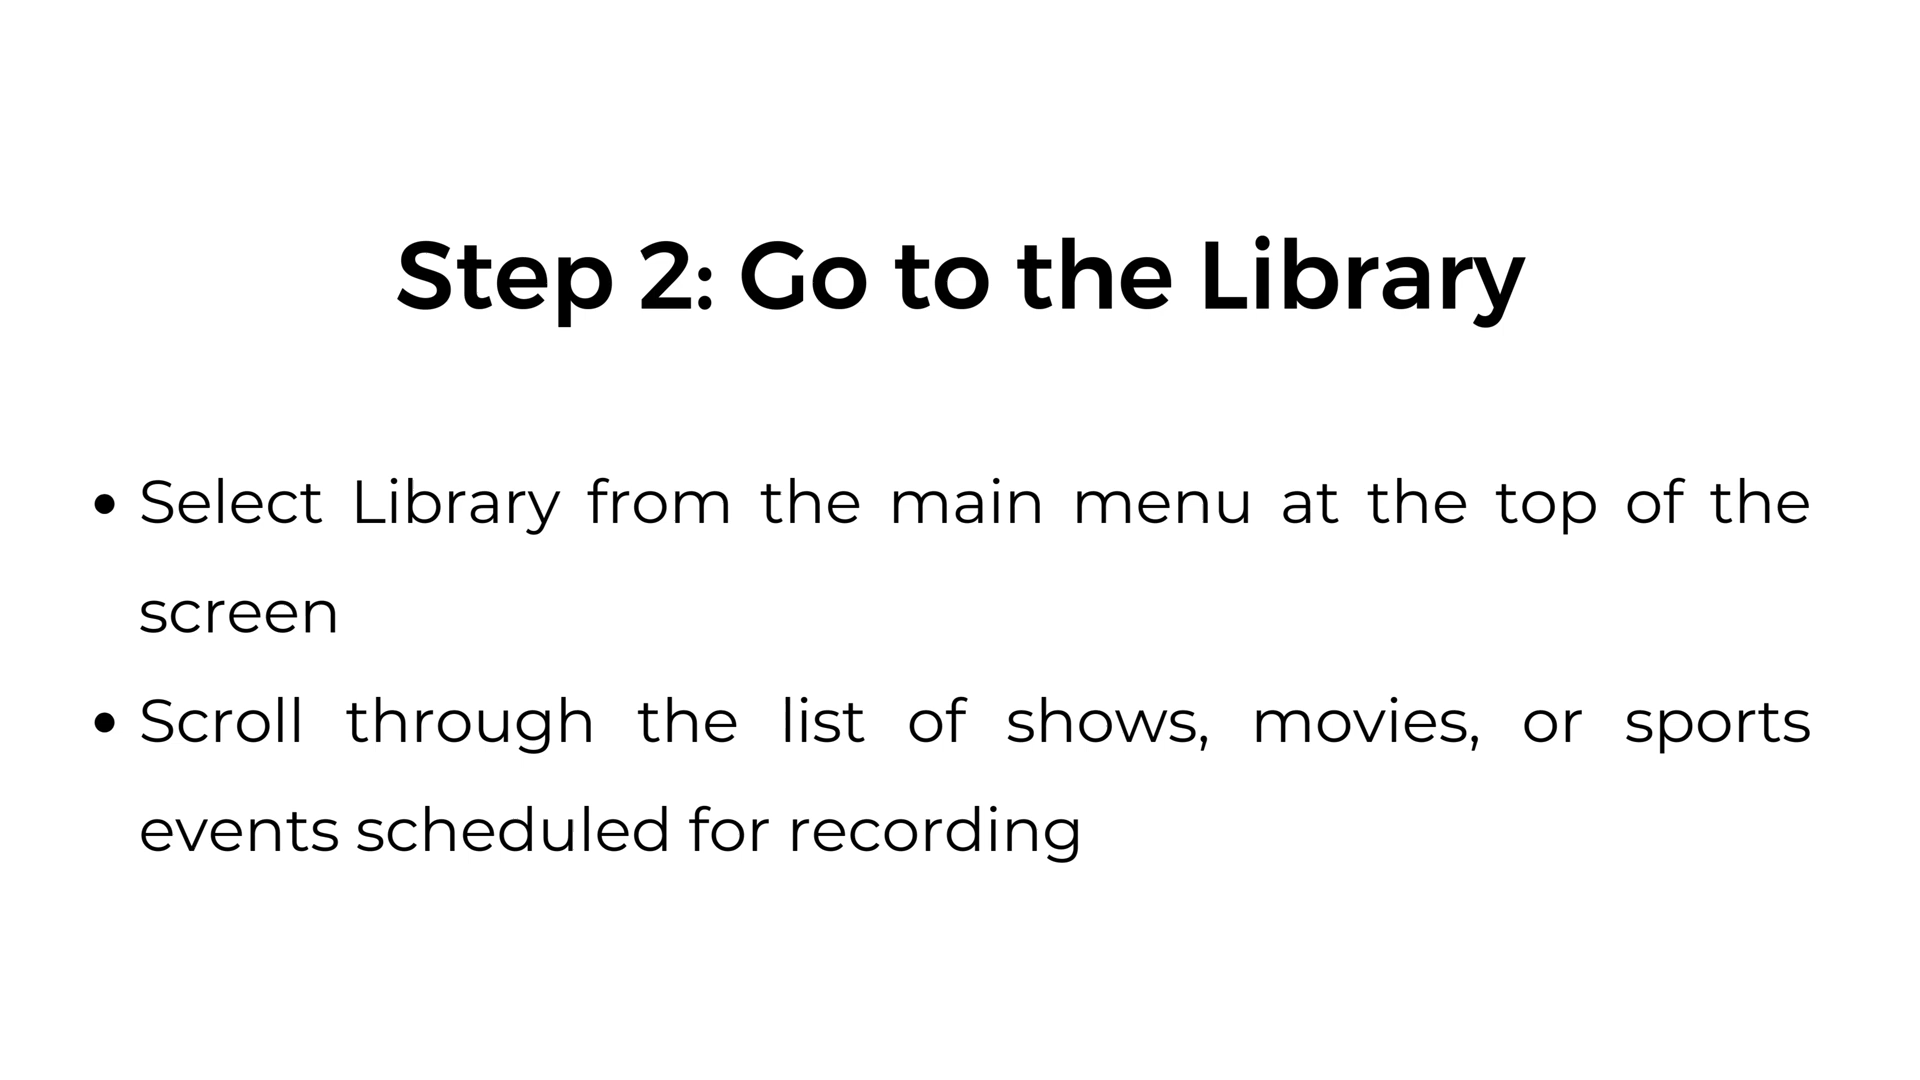 Step 2: Go to the Library
• Select Library from the main menu at the top of the
screen
• Scroll through the list of shows, movies, or sports
events scheduled for recording